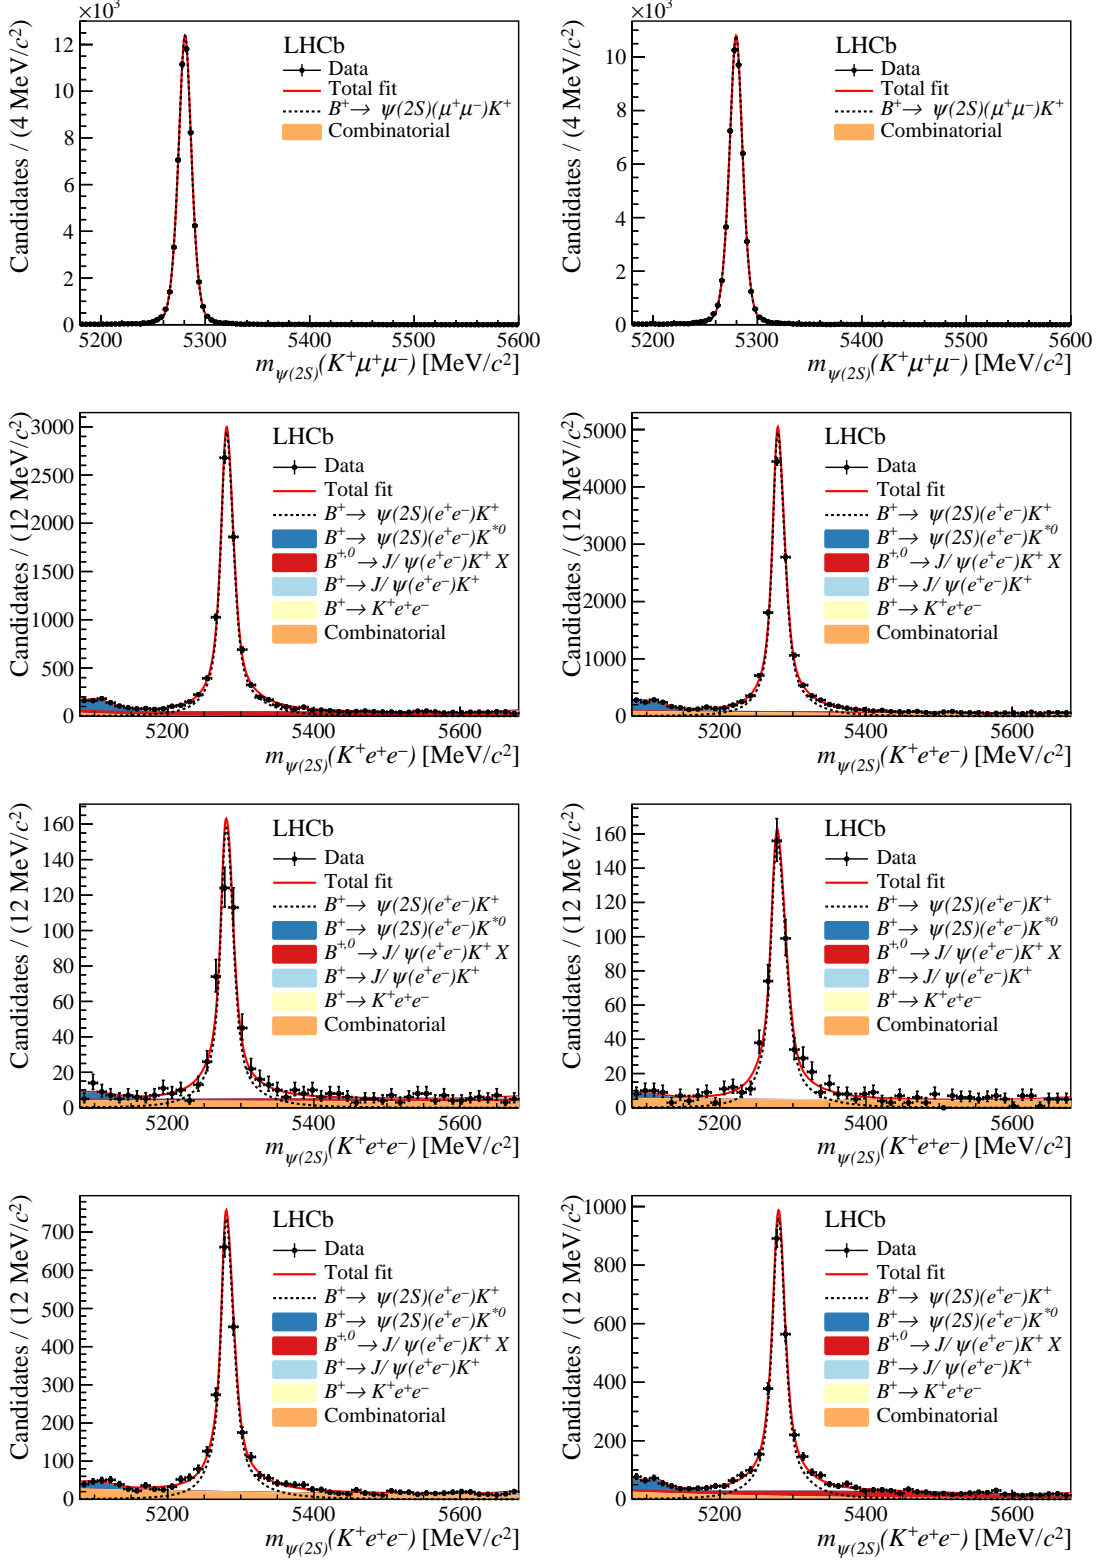 ×10³
Candidates / (4 MeV/c²)
12
10
8
6
4
2
0
LHCb
Data
Total fit
B⁺→ ψ(2S)(μ⁺μ⁻)K⁺
Combinatorial
5200 5300 5400 5500 5600
m_ψ(2S)(K⁺μ⁺μ⁻) [MeV/c²]
×10³
Candidates / (4 MeV/c²)
10
8
6
4
2
0
LHCb
Data
Total fit
B⁺→ ψ(2S)(μ⁺μ⁻)K⁺
Combinatorial
5200 5300 5400 5500 5600
m_ψ(2S)(K⁺μ⁺μ⁻) [MeV/c²]
Candidates / (12 MeV/c²)
3000
2500
2000
1500
1000
500
0
LHCb
Data
Total fit
B⁺→ ψ(2S)(e⁺e⁻)K⁺
B⁺→ ψ(2S)(e⁺e⁻)K*⁰
B⁺,⁰→ J/ψ(e⁺e⁻)K⁺ X
B⁺→ J/ψ(e⁺e⁻)K⁺
B⁺→ K⁺e⁺e⁻
Combinatorial
5200 5400 5600
m_ψ(2S)(K⁺e⁺e⁻) [MeV/c²]
Candidates / (12 MeV/c²)
5000
4000
3000
2000
1000
0
LHCb
Data
Total fit
B⁺→ ψ(2S)(e⁺e⁻)K⁺
B⁺→ ψ(2S)(e⁺e⁻)K*⁰
B⁺,⁰→ J/ψ(e⁺e⁻)K⁺ X
B⁺→ J/ψ(e⁺e⁻)K⁺
B⁺→ K⁺e⁺e⁻
Combinatorial
5200 5400 5600
m_ψ(2S)(K⁺e⁺e⁻) [MeV/c²]
Candidates / (12 MeV/c²)
160
140
120
100
80
60
40
20
0
LHCb
Data
Total fit
B⁺→ ψ(2S)(e⁺e⁻)K⁺
B⁺→ ψ(2S)(e⁺e⁻)K*⁰
B⁺,⁰→ J/ψ(e⁺e⁻)K⁺ X
B⁺→ J/ψ(e⁺e⁻)K⁺
B⁺→ K⁺e⁺e⁻
Combinatorial
5200 5400 5600
m_ψ(2S)(K⁺e⁺e⁻) [MeV/c²]
Candidates / (12 MeV/c²)
160
140
120
100
80
60
40
20
0
LHCb
Data
Total fit
B⁺→ ψ(2S)(e⁺e⁻)K⁺
B⁺→ ψ(2S)(e⁺e⁻)K*⁰
B⁺,⁰→ J/ψ(e⁺e⁻)K⁺ X
B⁺→ J/ψ(e⁺e⁻)K⁺
B⁺→ K⁺e⁺e⁻
Combinatorial
5200 5400 5600
m_ψ(2S)(K⁺e⁺e⁻) [MeV/c²]
Candidates / (12 MeV/c²)
700
600
500
400
300
200
100
0
LHCb
Data
Total fit
B⁺→ ψ(2S)(e⁺e⁻)K⁺
B⁺→ ψ(2S)(e⁺e⁻)K*⁰
B⁺,⁰→ J/ψ(e⁺e⁻)K⁺ X
B⁺→ J/ψ(e⁺e⁻)K⁺
B⁺→ K⁺e⁺e⁻
Combinatorial
5200 5400 5600
m_ψ(2S)(K⁺e⁺e⁻) [MeV/c²]
Candidates / (12 MeV/c²)
1000
800
600
400
200
0
LHCb
Data
Total fit
B⁺→ ψ(2S)(e⁺e⁻)K⁺
B⁺→ ψ(2S)(e⁺e⁻)K*⁰
B⁺,⁰→ J/ψ(e⁺e⁻)K⁺ X
B⁺→ J/ψ(e⁺e⁻)K⁺
B⁺→ K⁺e⁺e⁻
Combinatorial
5200 5400 5600
m_ψ(2S)(K⁺e⁺e⁻) [MeV/c²]